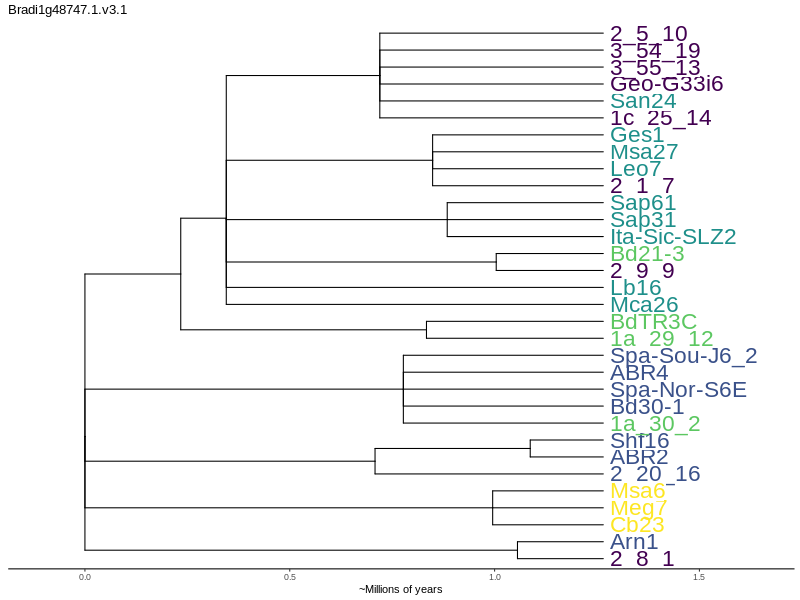 Bradi1g48747.1.v3.1
2_5_10
3_54_19
3_55_13
Geo-G33i6
San24
1c_25_14
Ges1
Msa27
Leo7
2_1_7
Sap61
Sap31
Ita-Sic-SLZ2
Bd21-3
2_9_9
Lb16
Mca26
BdTR3C
1a_29_12
Spa-Sou-J6_2
ABR4
Spa-Nor-S6E
Bd30-1
1a_30_2
Shf16
ABR2
2_20_16
Msa6
Meg7
Cb23
Arn1
2_8_1
0.0 0.5 1.0 1.5
~Millions of years